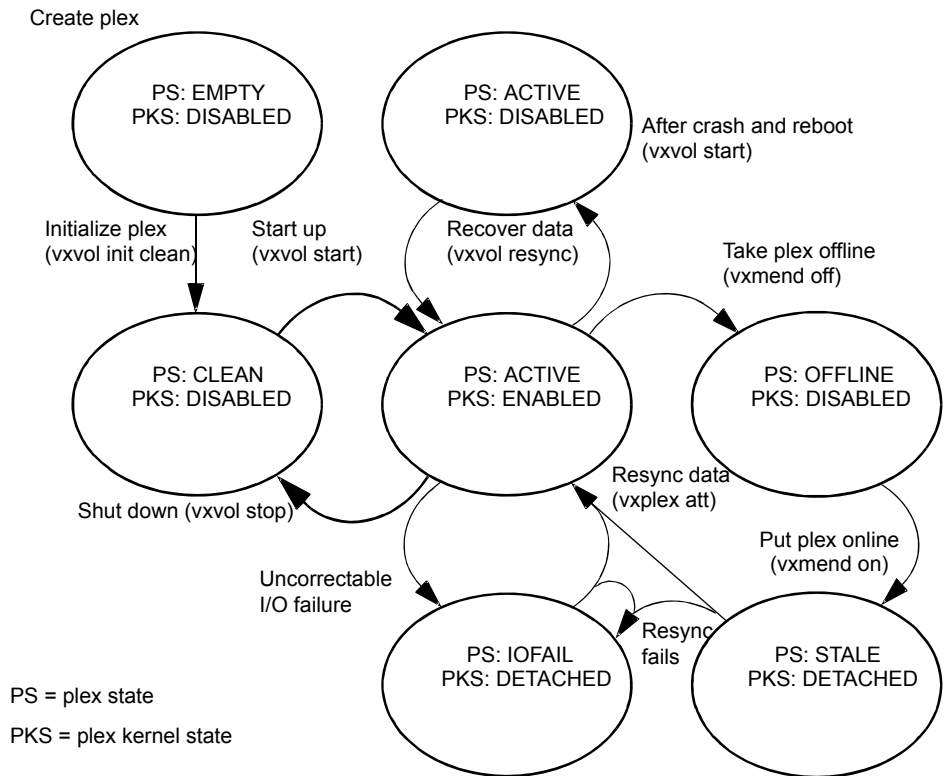 Create plex
PS: EMPTY
PKS: DISABLED
PS: ACTIVE
PKS: DISABLED
After crash and reboot
(vxvol start)
Initialize plex
(vxvol init clean)
Start up
(vxvol start)
Recover data
(vxvol resync)
Take plex offline
(vxmend off)
PS: CLEAN
PKS: DISABLED
PS: ACTIVE
PKS: ENABLED
PS: OFFLINE
PKS: DISABLED
Resync data
(vxplex att)
Shut down (vxvol stop)
Put plex online
(vxmend on)
Uncorrectable
I/O failure
Resync
fails
PS: IOFAIL
PKS: DETACHED
PS: STALE
PKS: DETACHED
PS = plex state
PKS = plex kernel state